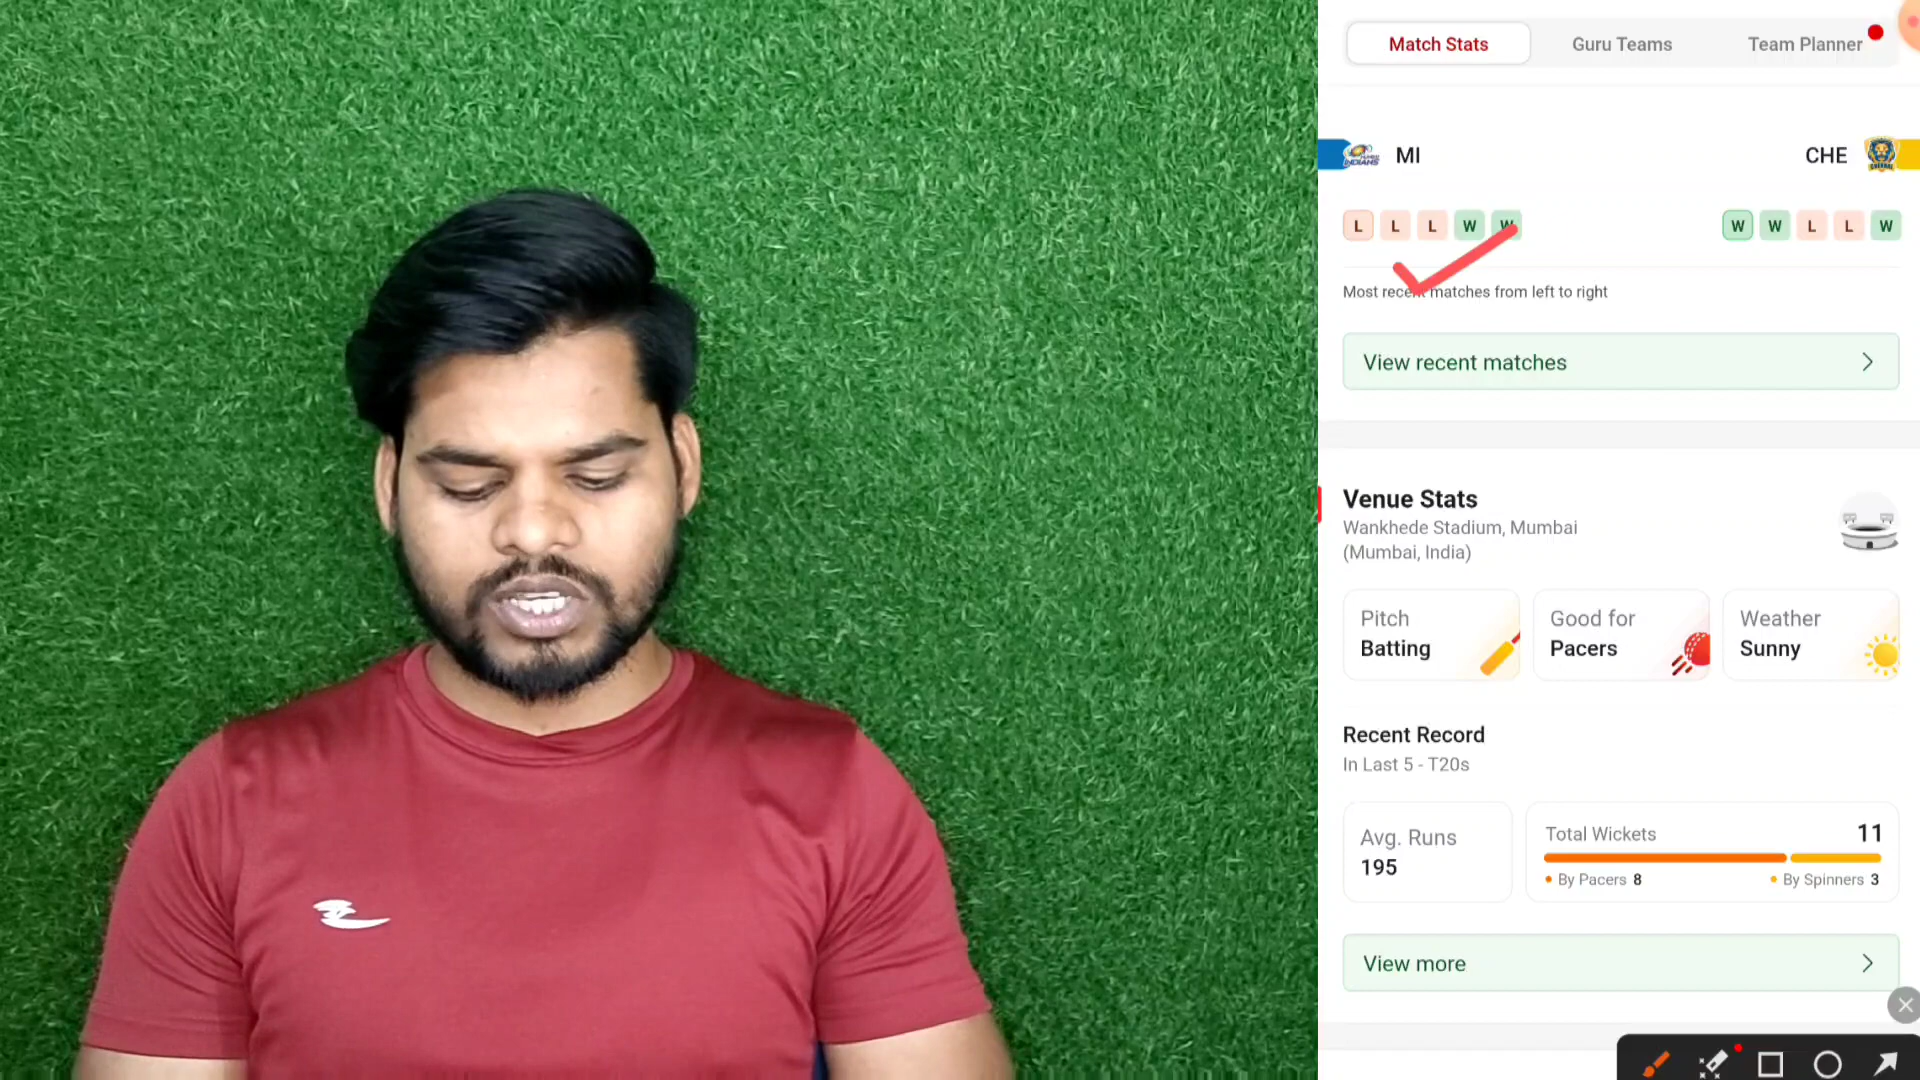 Match Stats Guru Teams Team Planner
MI CHE
L L L W W W W L L W
Most recent matches from left to right
View recent matches
Venue Stats
Wankhede Stadium, Mumbai
(Mumbai, India)
Pitch Good for Weather
Batting Pacers Sunny
Recent Record
In Last 5 - T20s
Avg. Runs Total Wickets 11
195
By Pacers 8 By Spinners 3
View more